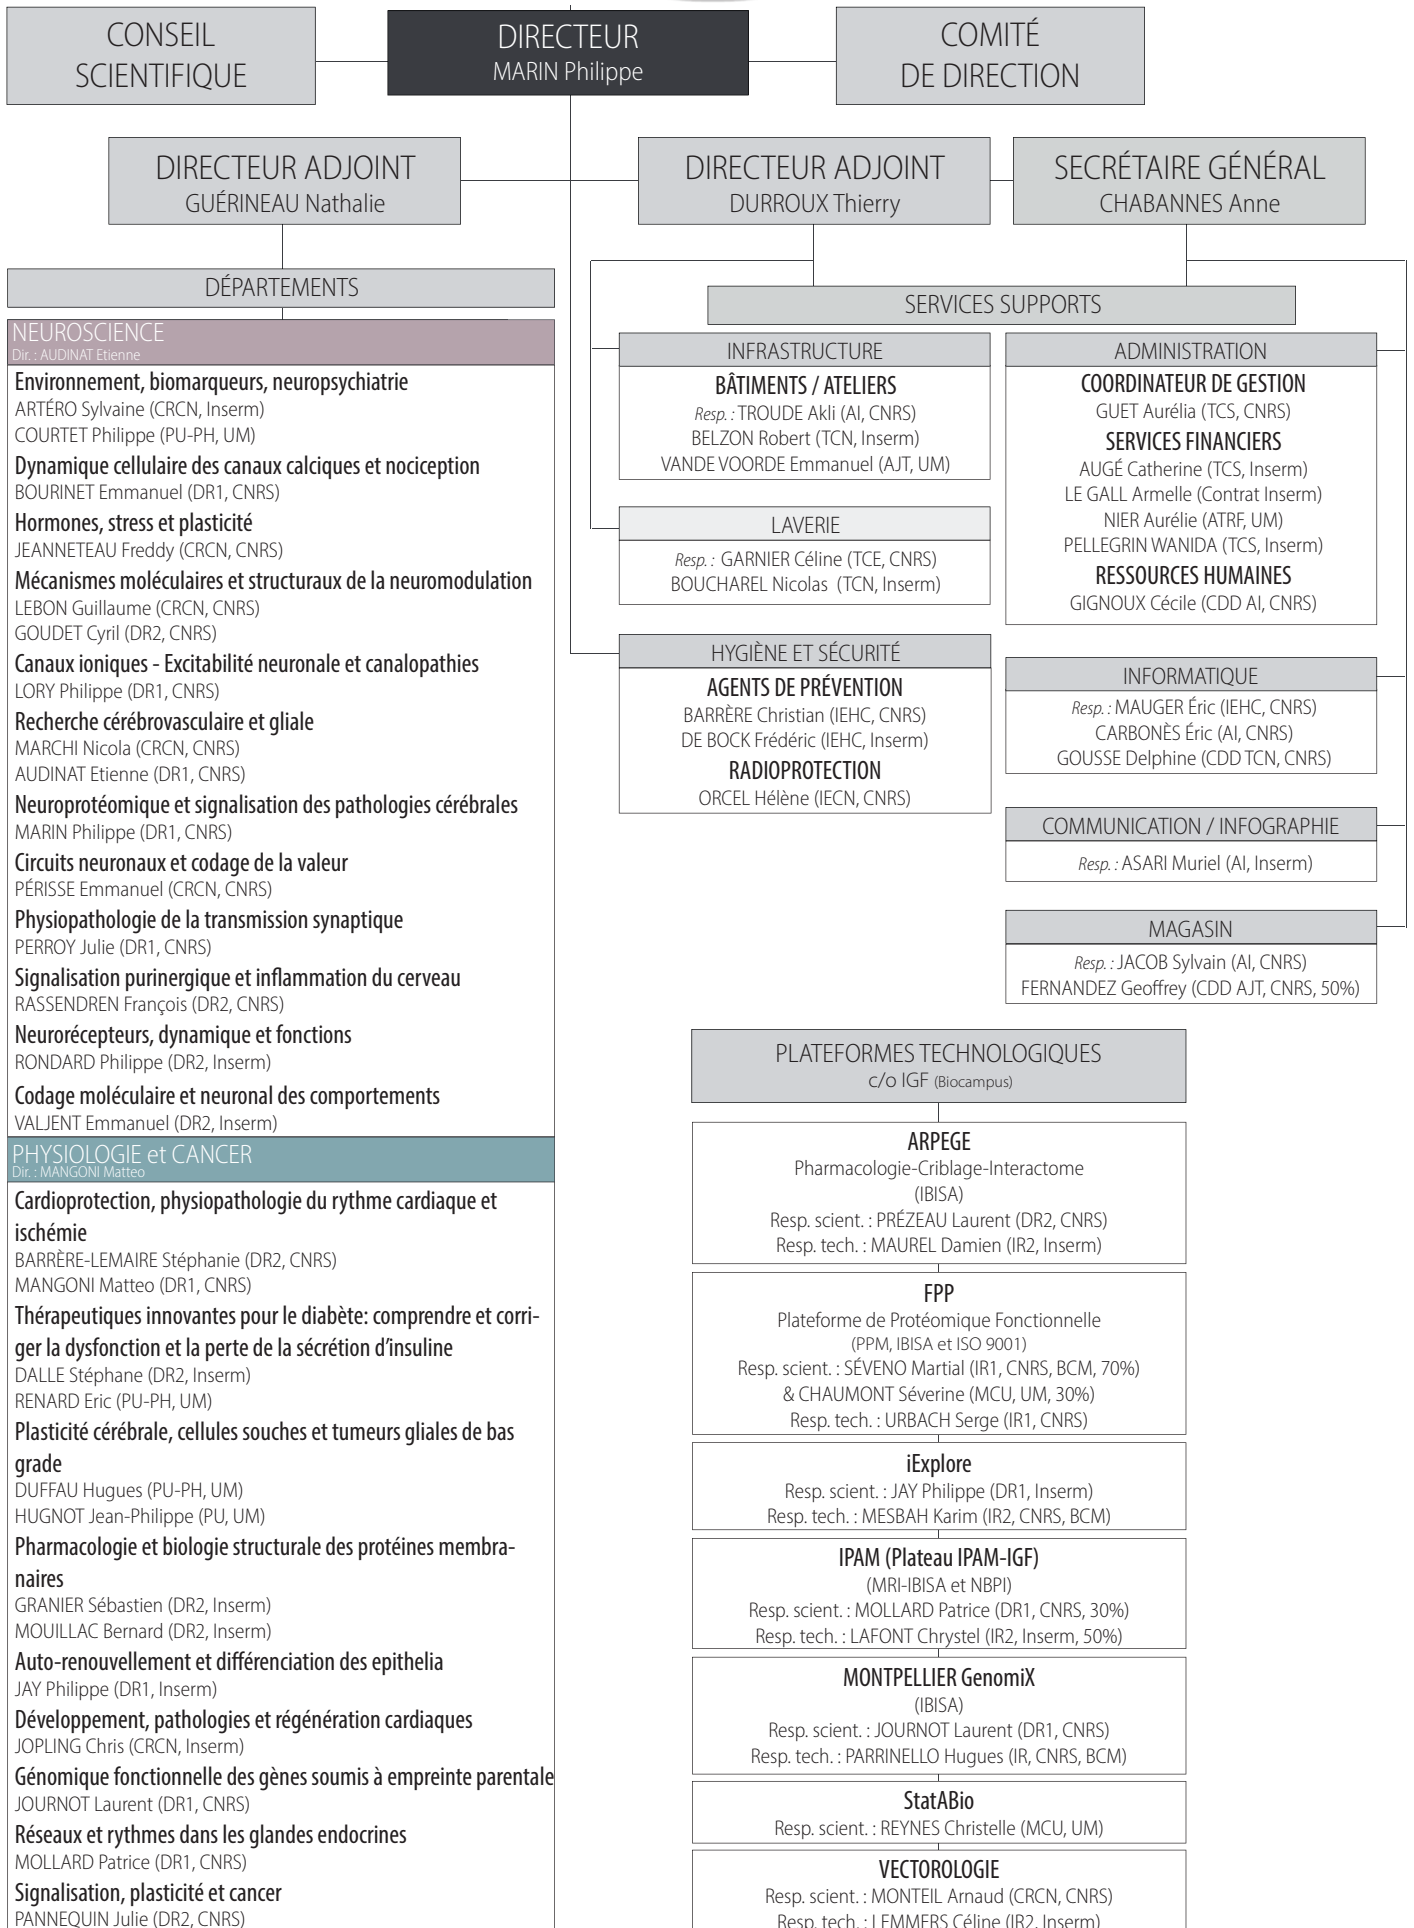 CONSEIL
SCIENTIFIQUE
DIRECTEUR
MARIN Philippe
COMITÉ
DE DIRECTION
DIRECTEUR ADJOINT
GUÉRINEAU Nathalie
DIRECTEUR ADJOINT
DURROUX Thierry
SECRÉTAIRE GÉNÉRAL
CHABANNES Anne
DÉPARTEMENTS
NEUROSCIENCE
Dir. : AUDINAT Etienne
Environnement, biomarqueurs, neuropsychiatrie
ARTÉRO Sylvaine (CRCN, Inserm)
COURTET Philippe (PU-PH, UM)
Dynamique cellulaire des canaux calciques et nociception
BOURINET Emmanuel (DR1, CNRS)
Hormones, stress et plasticité
JEANNETEAU Freddy (CRCN, CNRS)
Mécanismes moléculaires et structuraux de la neuromodulation
LEBON Guillaume (CRCN, CNRS)
GOUDET Cyril (DR2, CNRS)
Canaux ioniques - Excitabilité neuronale et canalopathies
LORY Philippe (DR1, CNRS)
Recherche cérébrovasculaire et gliale
MARCHI Nicola (CRCN, CNRS)
AUDINAT Etienne (DR1, CNRS)
Neuroprotéomique et signalisation des pathologies cérébrales
MARIN Philippe (DR1, CNRS)
Circuits neuronaux et codage de la valeur
PÉRISSE Emmanuel (CRCN, CNRS)
Physiopathologie de la transmission synaptique
PERROY Julie (DR1, CNRS)
Signalisation purinergique et inflammation du cerveau
RASSENDREN François (DR2, CNRS)
Neurorécepteurs, dynamique et fonctions
RONDARD Philippe (DR2, Inserm)
Codage moléculaire et neuronal des comportements
VALJENT Emmanuel (DR2, Inserm)
PHYSIOLOGIE et CANCER
Dir. : MANGONI Matteo
Cardioprotection, physiopathologie du rythme cardiaque et
ischémie
BARRÈRE-LEMAIRE Stéphanie (DR2, CNRS)
MANGONI Matteo (DR1, CNRS)
Thérapeutiques innovantes pour le diabète: comprendre et corri-
ger la dysfonction et la perte de la sécrétion d'insuline
DALLE Stéphane (DR2, Inserm)
RENARD Eric (PU-PH, UM)
Plasticité cérébrale, cellules souches et tumeurs gliales de bas
grade
DUFFAU Hugues (PU-PH, UM)
HUGNOT Jean-Philippe (PU, UM)
Pharmacologie et biologie structurale des protéines membra-
naires
GRANIER Sébastien (DR2, Inserm)
MOUILLAC Bernard (DR2, Inserm)
Auto-renouvellement et différenciation des epithelia
JAY Philippe (DR1, Inserm)
Développement, pathologies et régénération cardiaques
JOPLING Chris (CRCN, Inserm)
Génomique fonctionnelle des gènes soumis à empreinte parentale
JOURNOT Laurent (DR1, CNRS)
Réseaux et rythmes dans les glandes endocrines
MOLLARD Patrice (DR1, CNRS)
Signalisation, plasticité et cancer
PANNEQUIN Julie (DR2, CNRS)
SERVICES SUPPORTS
INFRASTRUCTURE
BÂTIMENTS / ATELIERS
Resp. : TROUDE Akli (AI, CNRS)
BELZON Robert (TCN, Inserm)
VANDE VOORDE Emmanuel (AJT, UM)
LAVERIE
Resp. : GARNIER Céline (TCE, CNRS)
BOUCHAREL Nicolas (TCN, Inserm)
HYGIÈNE ET SÉCURITÉ
AGENTS DE PRÉVENTION
BARRÈRE Christian (IEHC, CNRS)
DE BOCK Frédéric (IEHC, Inserm)
RADIOPROTECTION
ORCEL Hélène (IECN, CNRS)
ADMINISTRATION
COORDINATEUR DE GESTION
GUET Aurélia (TCS, CNRS)
SERVICES FINANCIERS
AUGÉ Catherine (TCS, Inserm)
LE GALL Armelle (Contrat Inserm)
NIER Aurélie (ATRF, UM)
PELLEGRIN WANIDA (TCS, Inserm)
RESSOURCES HUMAINES
GIGNOUX Cécile (CDD AI, CNRS)
INFORMATIQUE
Resp. : MAUGER Éric (IEHC, CNRS)
CARBONÈS Éric (AI, CNRS)
GOUSSE Delphine (CDD TCN, CNRS)
COMMUNICATION / INFOGRAPHIE
Resp. : ASARI Muriel (AI, Inserm)
MAGASIN
Resp. : JACOB Sylvain (AI, CNRS)
FERNANDEZ Geoffrey (CDD AJT, CNRS, 50%)
PLATEFORMES TECHNOLOGIQUES
c/o IGF (Biocampus)
ARPEGE
Pharmacologie-Criblage-Interactome
(IBISA)
Resp. scient. : PRÉZEAU Laurent (DR2, CNRS)
Resp. tech. : MAUREL Damien (IR2, Inserm)
FPP
Plateforme de Protéomique Fonctionnelle
(PPM, IBISA et ISO 9001)
Resp. scient. : SÉVENO Martial (IR1, CNRS, BCM, 70%)
& CHAUMONT Séverine (MCU, UM, 30%)
Resp. tech. : URBACH Serge (IR1, CNRS)
iExplore
Resp. scient. : JAY Philippe (DR1, Inserm)
Resp. tech. : MESBAH Karim (IR2, CNRS, BCM)
IPAM (Plateau IPAM-IGF)
(MRI-IBISA et NBPI)
Resp. scient. : MOLLARD Patrice (DR1, CNRS, 30%)
Resp. tech. : LAFONT Chrystel (IR2, Inserm, 50%)
MONTPELLIER GenomiX
(IBISA)
Resp. scient. : JOURNOT Laurent (DR1, CNRS)
Resp. tech. : PARRINELLO Hugues (IR, CNRS, BCM)
StatABio
Resp. scient. : REYNES Christelle (MCU, UM)
VECTOROLOGIE
Resp. scient. : MONTEIL Arnaud (CRCN, CNRS)
Resp. tech. : LEMMERS Céline (IR2, Inserm)